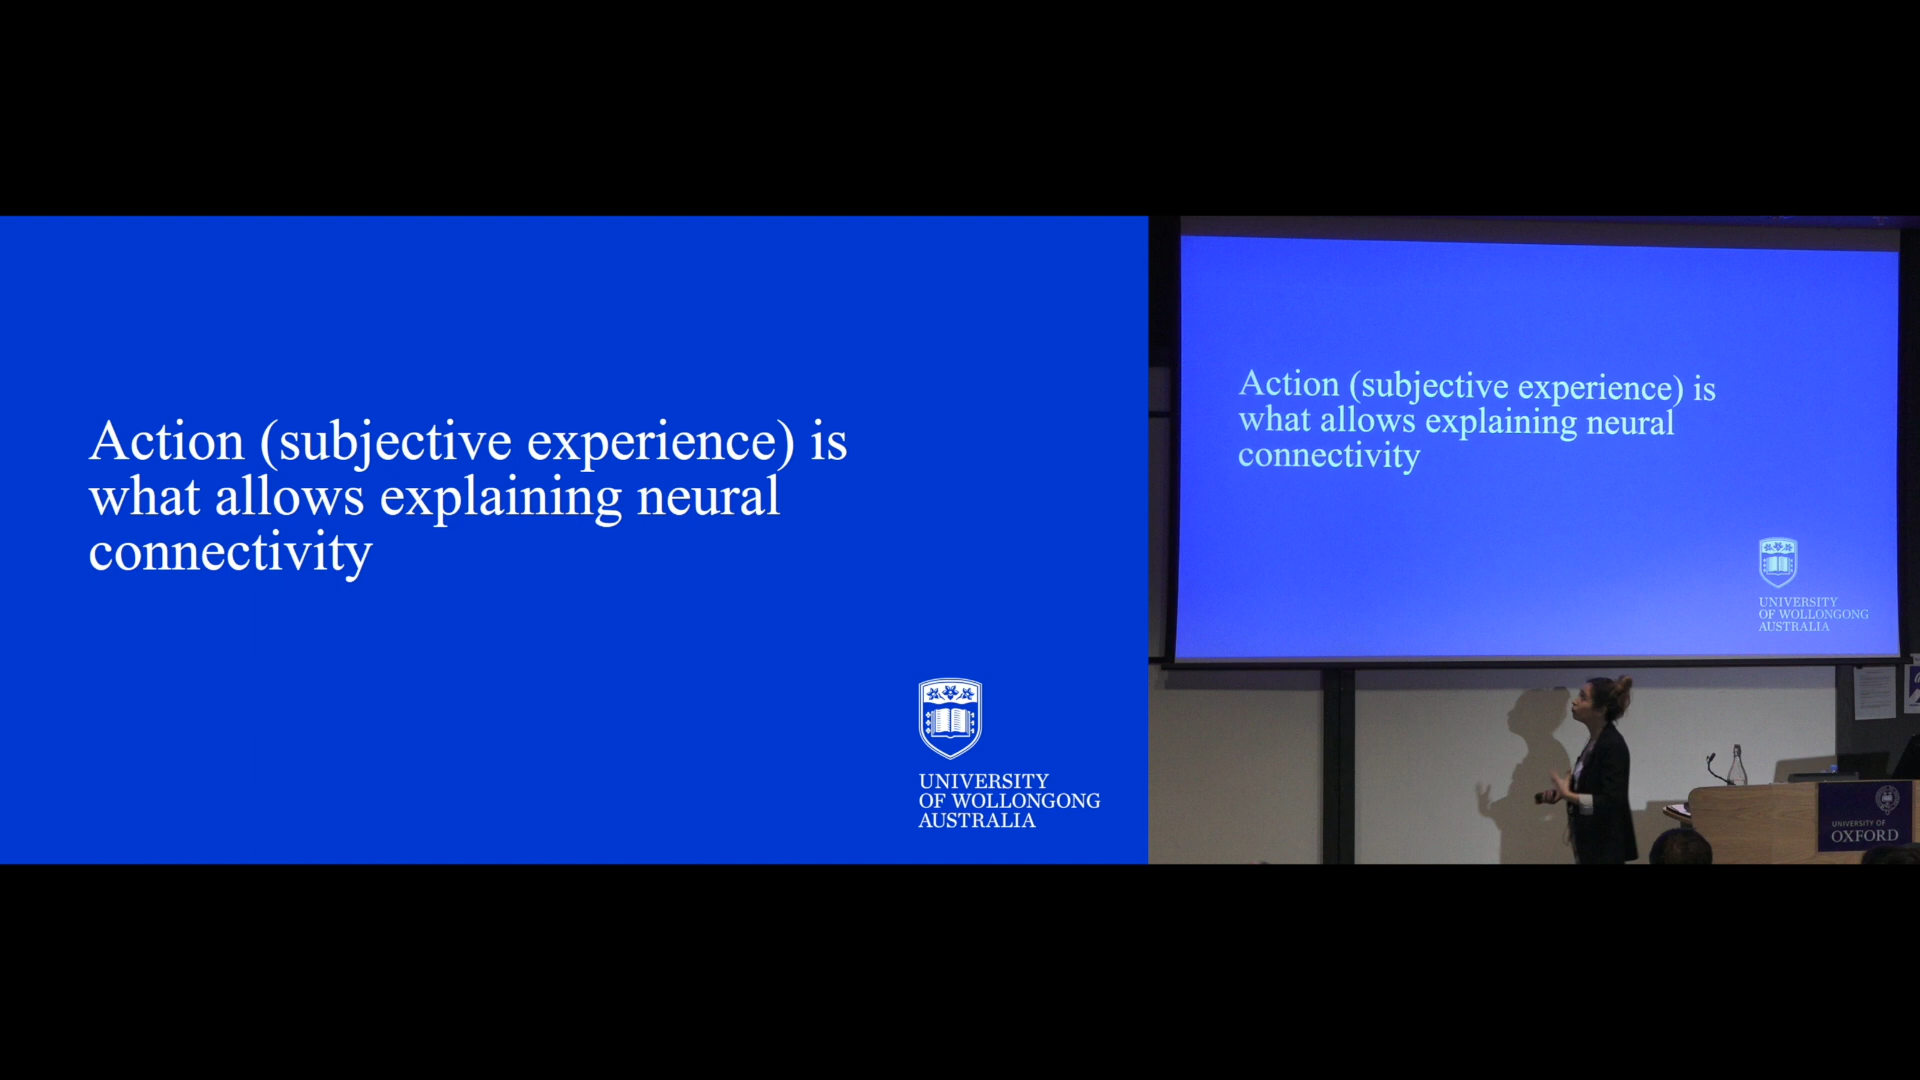 Action (subjective experience) is
what allows explaining neural
connectivity
UNIVERSITY
OF WOLLONGONG
AUSTRALIA
Action (subjective experience) is
what allows explaining neural
connectivity
UNIVERSITY
OF WOLLONGONG
AUSTRALIA
UNIVERSITY OF
OXFORD